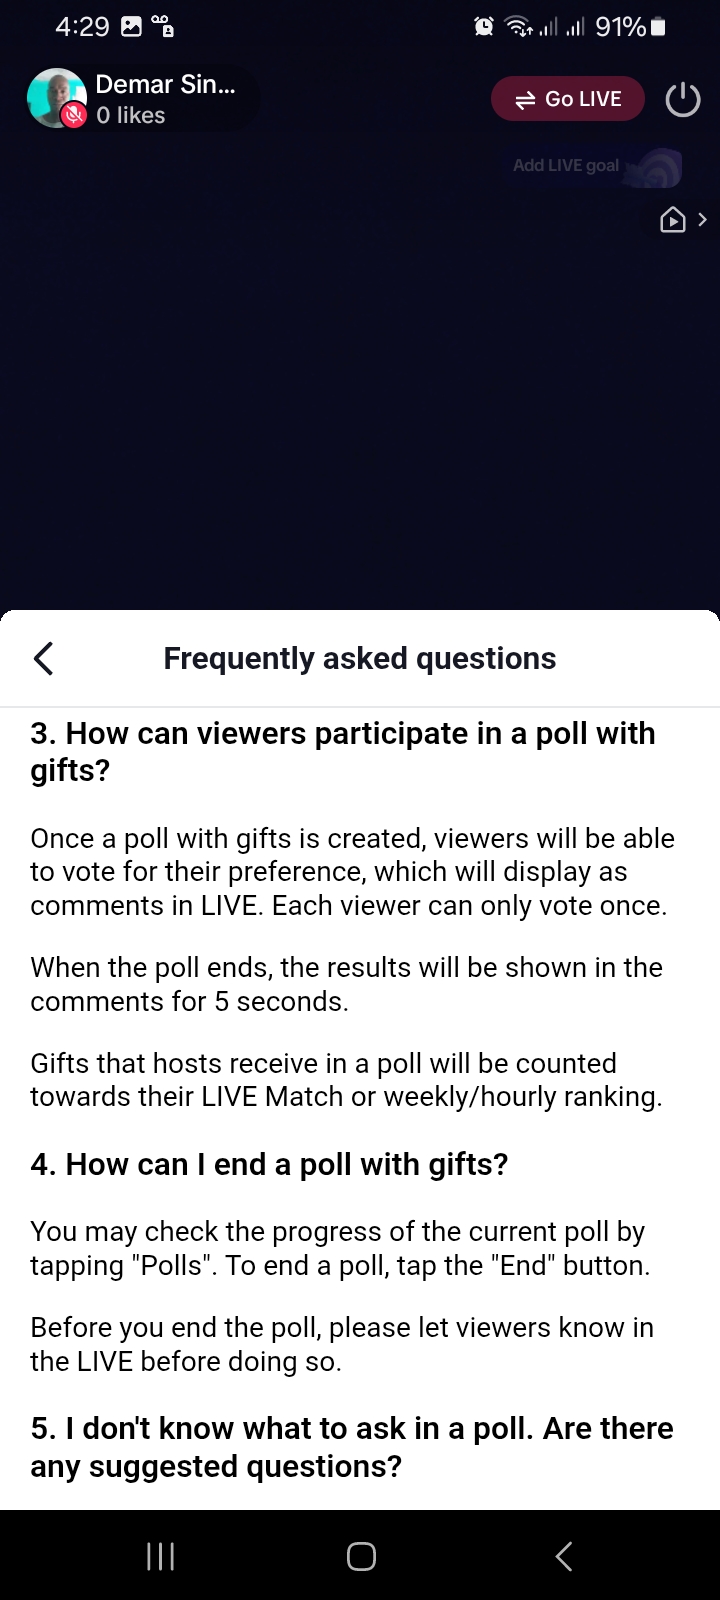 4:29
91%
Demar Sin...
0 likes
Go LIVE
Add LIVE goal
Frequently asked questions
3. How can viewers participate in a poll with
gifts?
Once a poll with gifts is created, viewers will be able
to vote for their preference, which will display as
comments in LIVE. Each viewer can only vote once.
When the poll ends, the results will be shown in the
comments for 5 seconds.
Gifts that hosts receive in a poll will be counted
towards their LIVE Match or weekly/hourly ranking.
4. How can I end a poll with gifts?
You may check the progress of the current poll by
tapping "Polls". To end a poll, tap the "End" button.
Before you end the poll, please let viewers know in
the LIVE before doing so.
5. I don't know what to ask in a poll. Are there
any suggested questions?